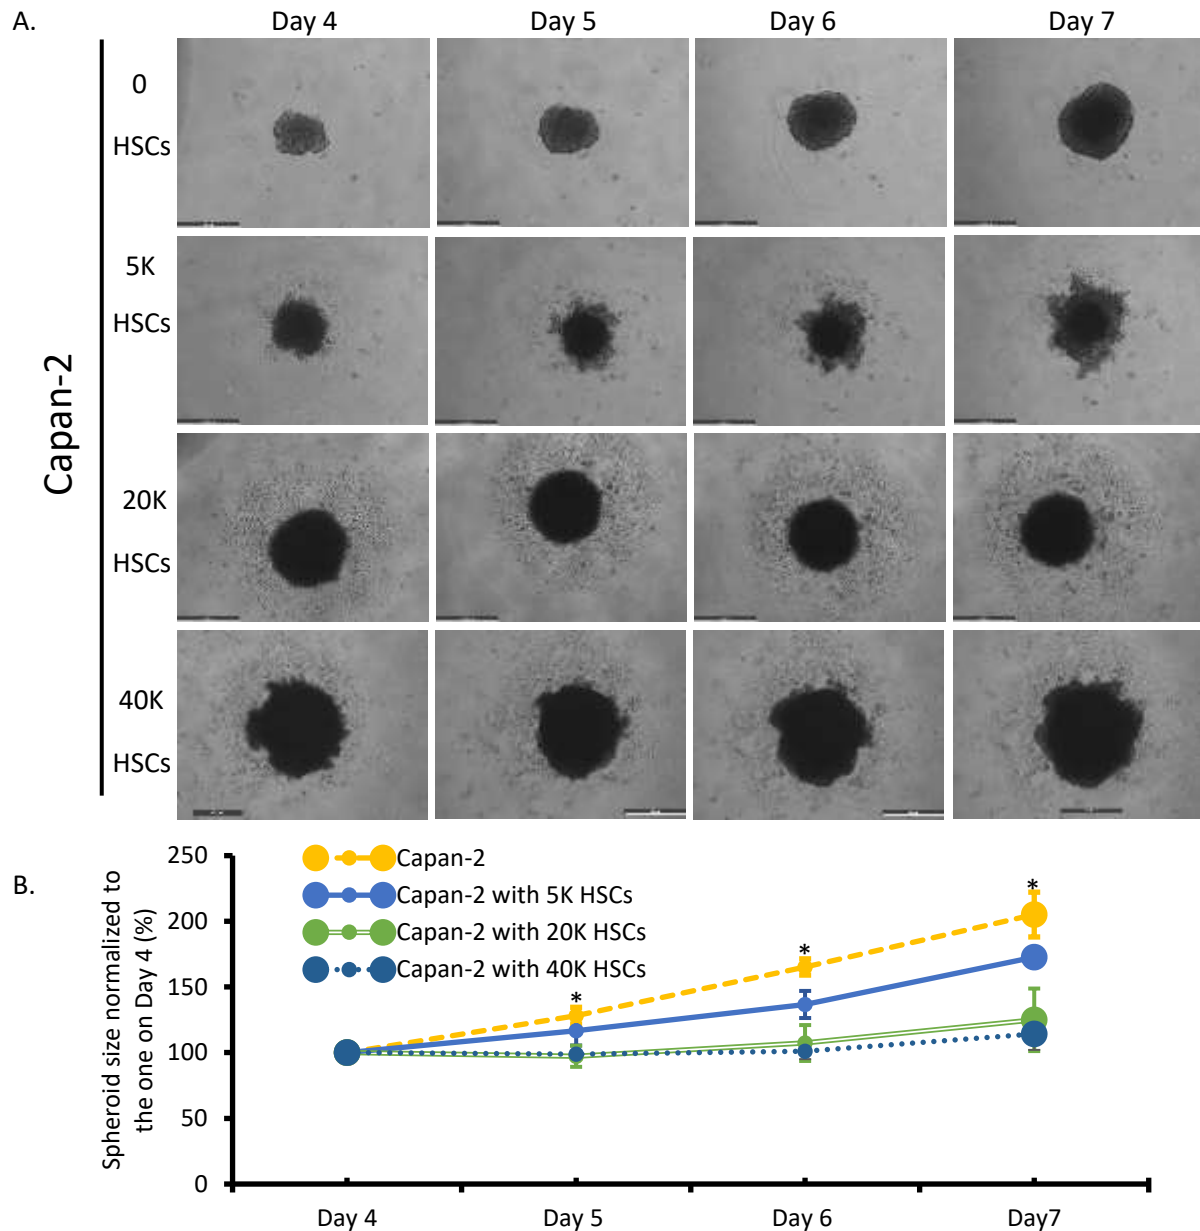 A.
Day 4
Day 5
Day 6
Day 7
Capan-2
0
HSCs
5K
HSCs
20K
HSCs
40K
HSCs
B.
Spheroid size normalized to
the one on Day 4 (%)
250
200
150
100
50
0
Capan-2
Capan-2 with 5K HSCs
Capan-2 with 20K HSCs
Capan-2 with 40K HSCs
*
*
*
Day 4
Day 5
Day 6
Day7